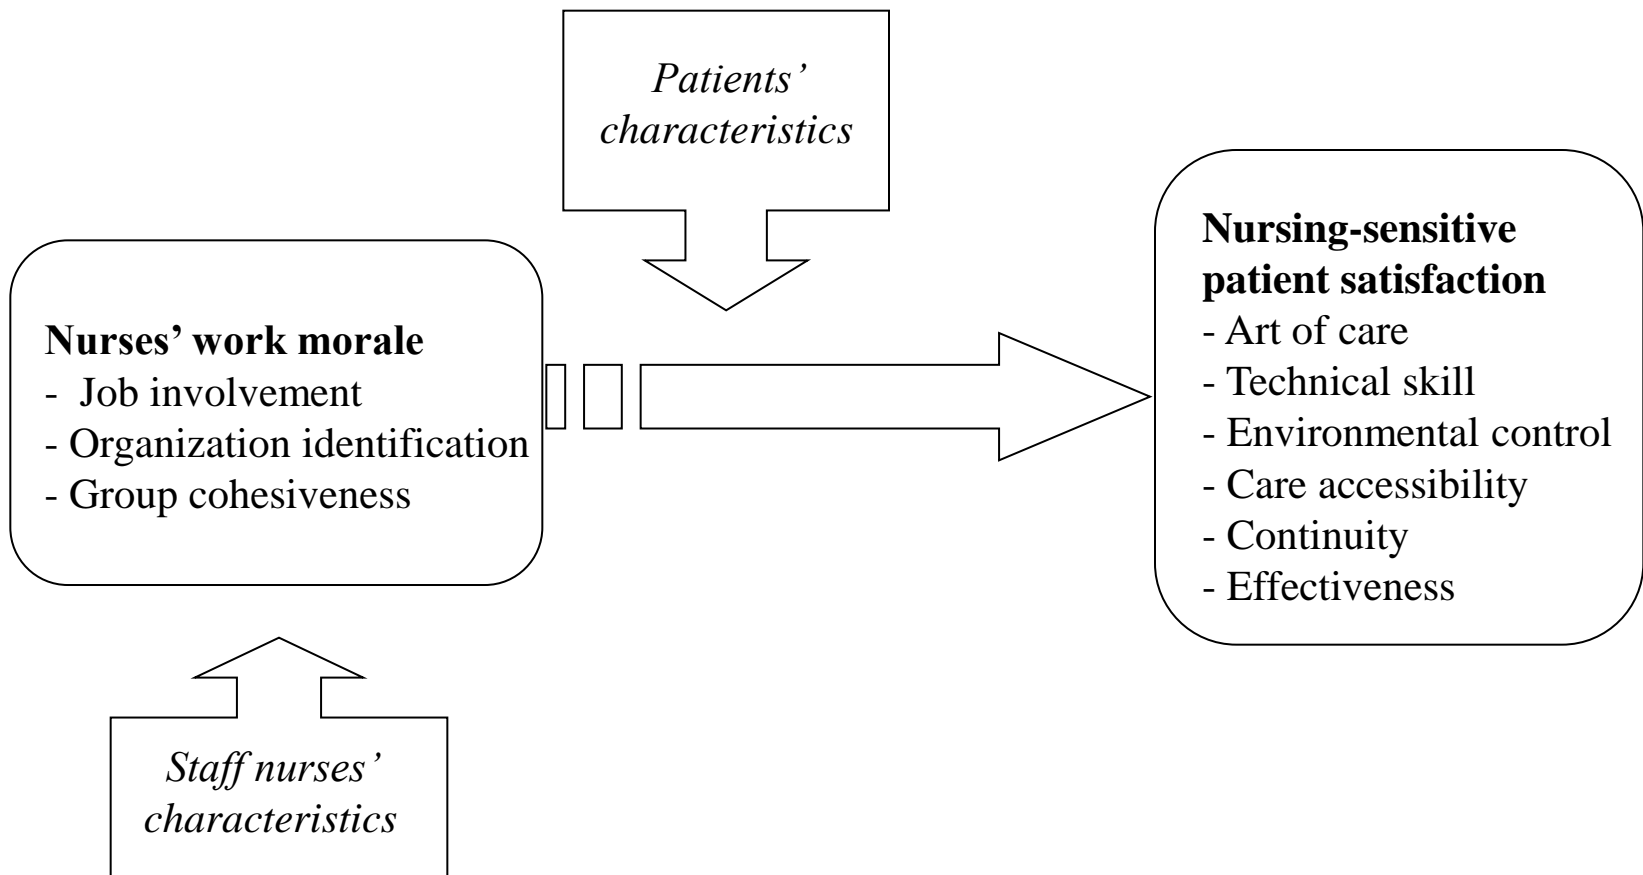 Patients’
characteristics
Nurses’ work morale
- Job involvement
- Organization identification
- Group cohesiveness
Nursing-sensitive
patient satisfaction
- Art of care
- Technical skill
- Environmental control
- Care accessibility
- Continuity
- Effectiveness
Staff nurses’
characteristics